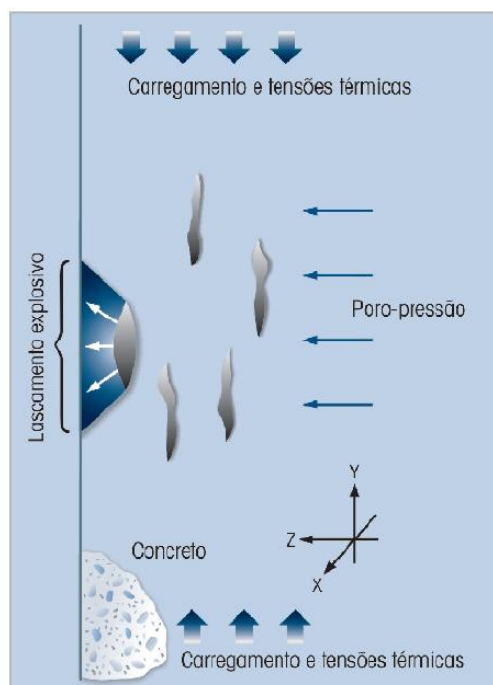 Carregamento e tensões térmicas
Poro-pressão
Lascamento explosivo
Y
Z
X
Concreto
Carregamento e tensões térmicas